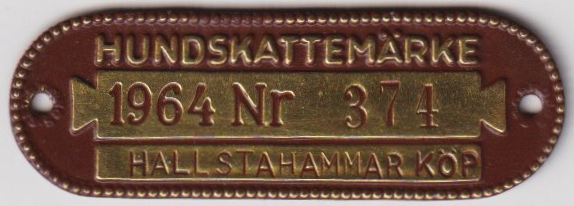 HUNDSKATTEMÄRKE
1964 Nr 374
HALLSTAHAMMAR KÖP